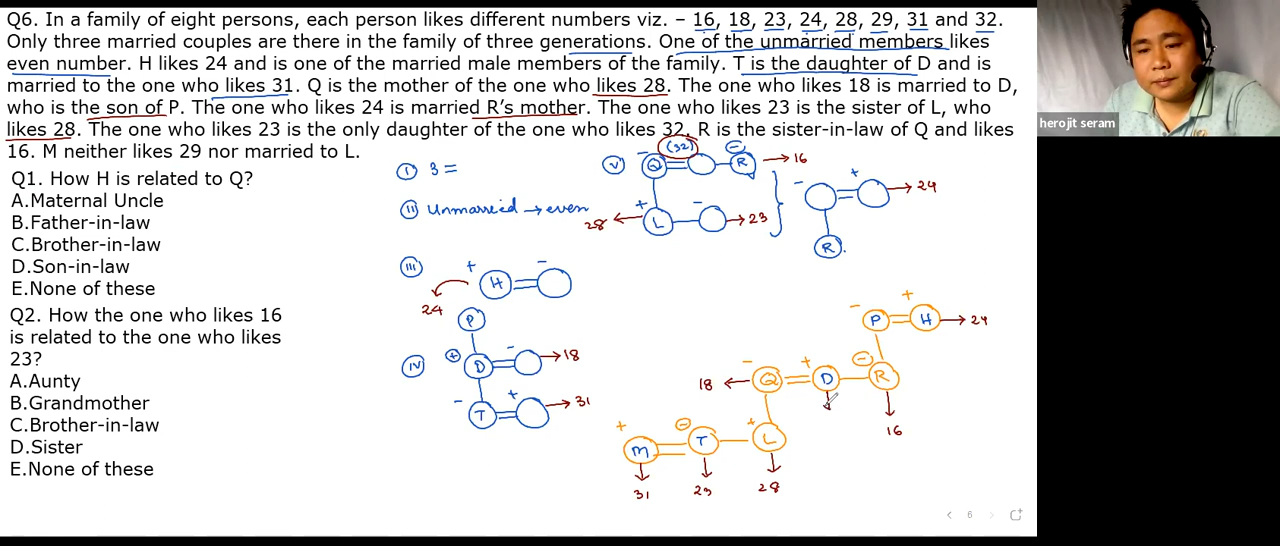 Q6. In a family of eight persons, each person likes different numbers viz. – 16, 18, 23, 24, 28, 29, 31 and 32.
Only three married couples are there in the family of three generations. One of the unmarried members likes
even number. H likes 24 and is one of the married male members of the family. T is the daughter of D and is
married to the one who likes 31. Q is the mother of the one who likes 28. The one who likes 18 is married to D,
who is the son of P. The one who likes 24 is married R's mother. The one who likes 23 is the sister of L, who
likes 28. The one who likes 23 is the only daughter of the one who likes 32. R is the sister-in-law of Q and likes
16. M neither likes 29 nor married to L.
Q1. How H is related to Q?
A.Maternal Uncle
B.Father-in-law
C.Brother-in-law
D.Son-in-law
E.None of these
Q2. How the one who likes 16
is related to the one who likes
23?
A.Aunty
B.Grandmother
C.Brother-in-law
D.Sister
E.None of these
(i) 3 =
(ii) Unmarried → even
(iii) + -
H
24
P
(iv) + D - 18
- T + 31
(v) - Q (32) - R 16
+ L - 23
28
- + 24
R
- P + H 24
18 - Q + D - R
16
+ M - T + L
31 23 28
herojit seram
6